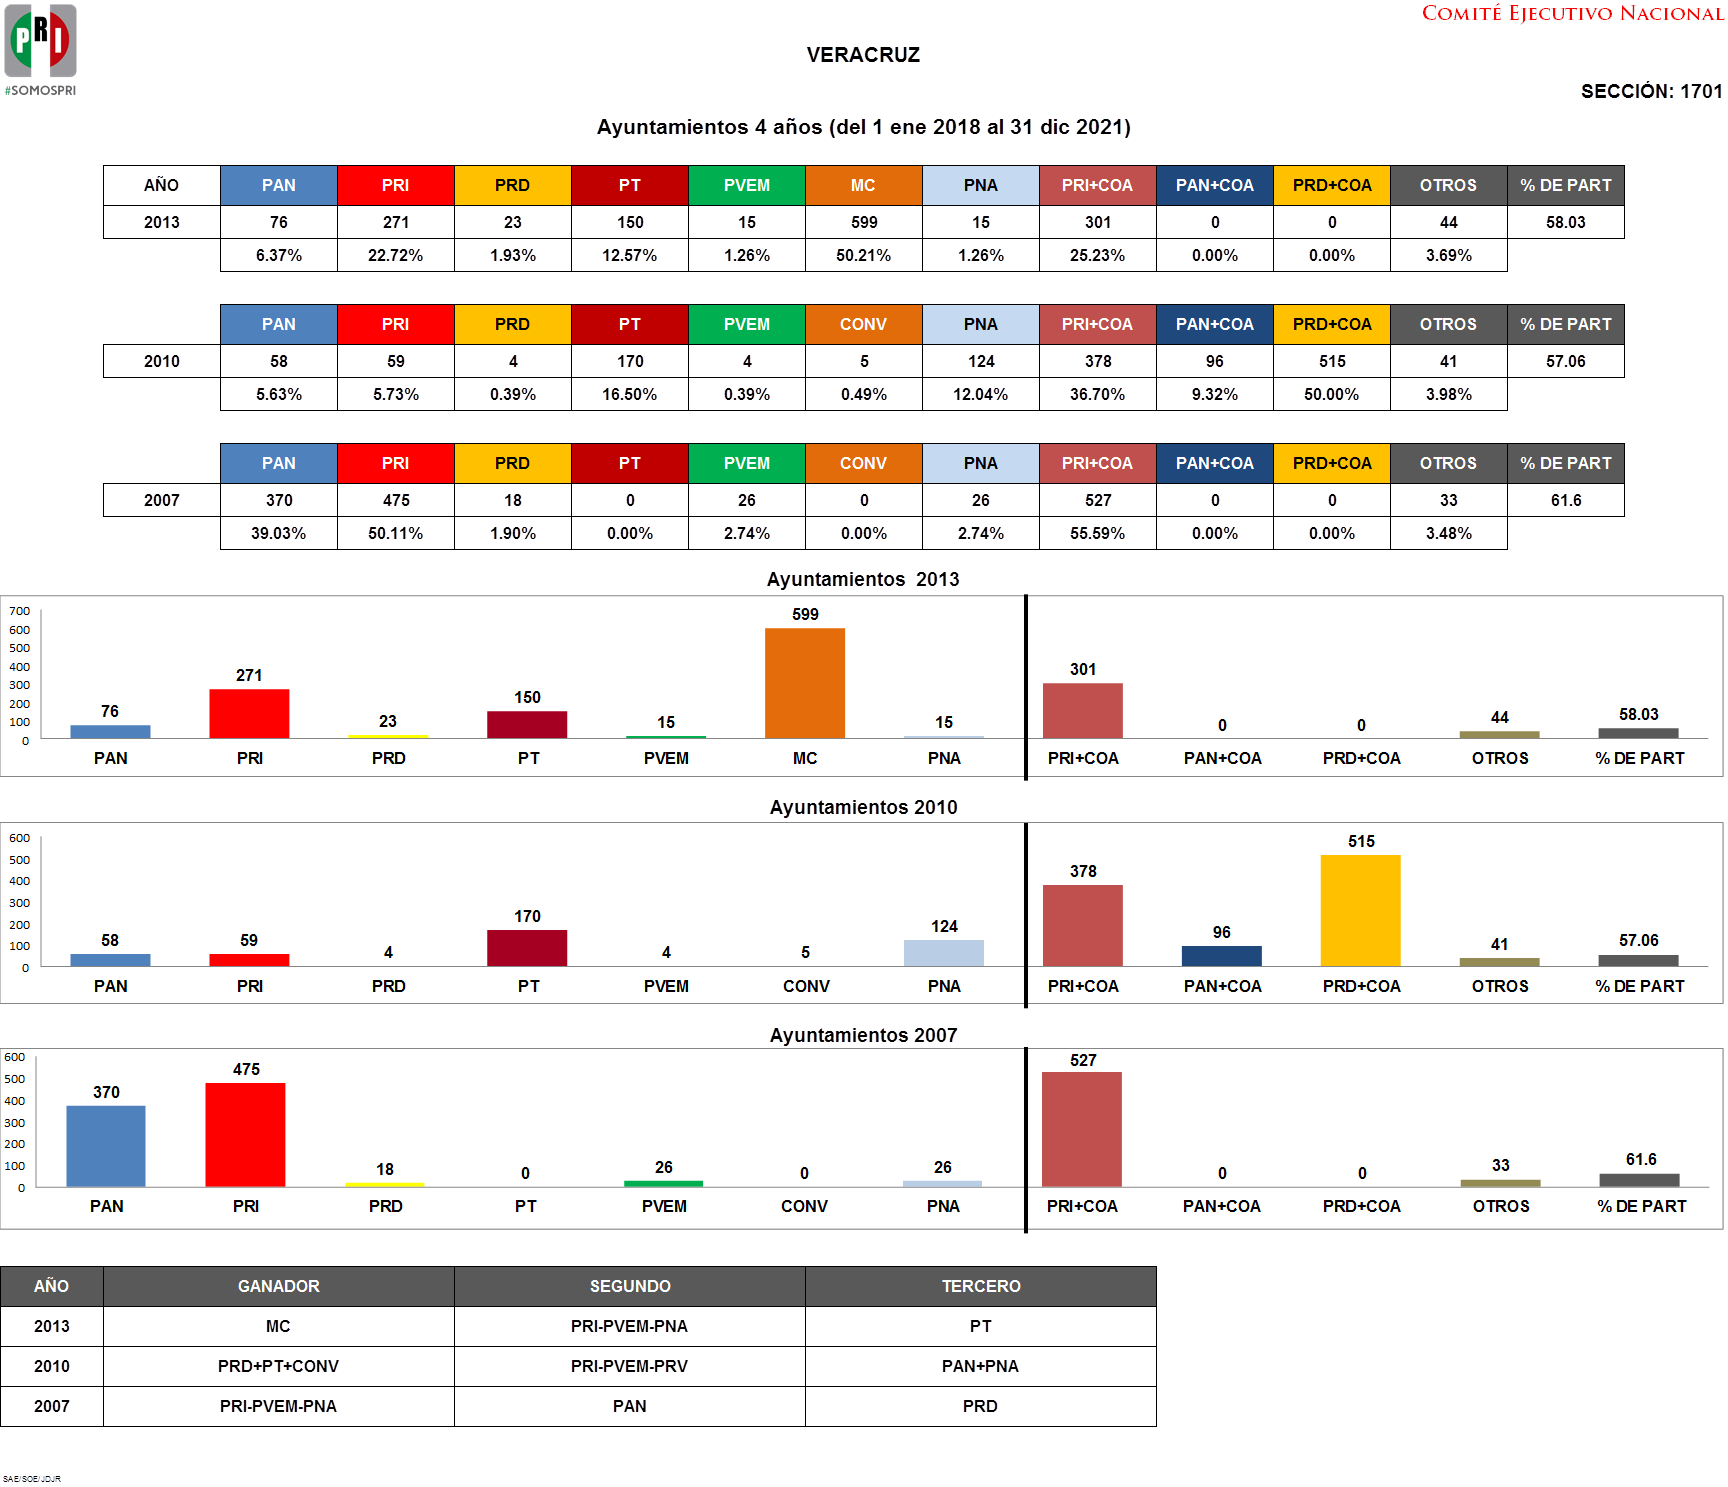 PRI
#SOMOSPRI
COMITÉ EJECUTIVO NACIONAL
VERACRUZ
SECCIÓN: 1701
Ayuntamientos 4 años (del 1 ene 2018 al 31 dic 2021)
AÑO PAN PRI PRD PT PVEM MC PNA PRI+COA PAN+COA PRD+COA OTROS % DE PART
2013 76 271 23 150 15 599 15 301 0 0 44 58.03
6.37% 22.72% 1.93% 12.57% 1.26% 50.21% 1.26% 25.23% 0.00% 0.00% 3.69%
PAN PRI PRD PT PVEM CONV PNA PRI+COA PAN+COA PRD+COA OTROS % DE PART
2010 58 59 4 170 4 5 124 378 96 515 41 57.06
5.63% 5.73% 0.39% 16.50% 0.39% 0.49% 12.04% 36.70% 9.32% 50.00% 3.98%
PAN PRI PRD PT PVEM CONV PNA PRI+COA PAN+COA PRD+COA OTROS % DE PART
2007 370 475 18 0 26 0 26 527 0 0 33 61.6
39.03% 50.11% 1.90% 0.00% 2.74% 0.00% 2.74% 55.59% 0.00% 0.00% 3.48%
Ayuntamientos 2013
700
600
500
400
300
200
100
0
76 271 23 150 15 599 15 301 0 0 44 58.03
PAN PRI PRD PT PVEM MC PNA PRI+COA PAN+COA PRD+COA OTROS % DE PART
Ayuntamientos 2010
600
500
400
300
200
100
0
58 59 4 170 4 5 124 378 96 515 41 57.06
PAN PRI PRD PT PVEM CONV PNA PRI+COA PAN+COA PRD+COA OTROS % DE PART
Ayuntamientos 2007
600
500
400
300
200
100
0
370 475 18 0 26 0 26 527 0 0 33 61.6
PAN PRI PRD PT PVEM CONV PNA PRI+COA PAN+COA PRD+COA OTROS % DE PART
AÑO GANADOR SEGUNDO TERCERO
2013 MC PRI-PVEM-PNA PT
2010 PRD+PT+CONV PRI-PVEM-PRV PAN+PNA
2007 PRI-PVEM-PNA PAN PRD
SAE/SOE/JDJR